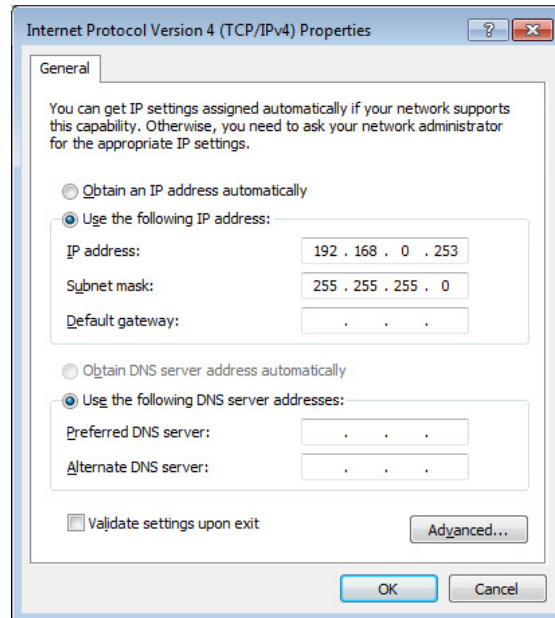 Internet Protocol Version 4 (TCP/IPv4) Properties
General
You can get IP settings assigned automatically if your network supports
this capability. Otherwise, you need to ask your network administrator
for the appropriate IP settings.
Obtain an IP address automatically
Use the following IP address:
IP address: 192 . 168 . 0 . 253
Subnet mask: 255 . 255 . 255 . 0
Default gateway: . . .
Obtain DNS server address automatically
Use the following DNS server addresses:
Preferred DNS server: . . .
Alternate DNS server: . . .
Validate settings upon exit
Advanced...
OK Cancel